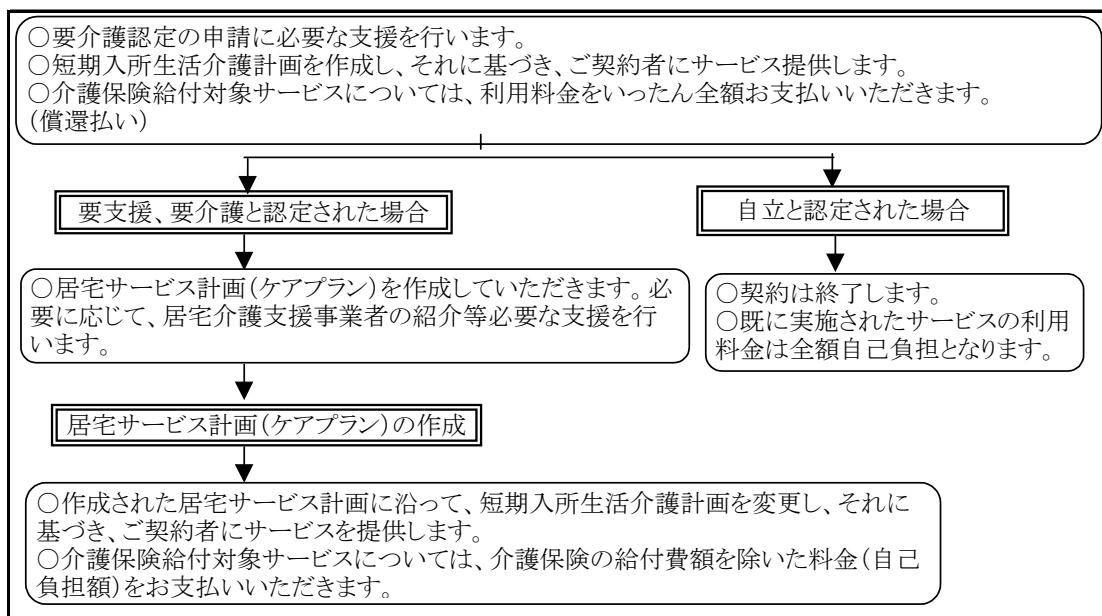 ○要介護認定の申請に必要な支援を行います。
○短期入所生活介護計画を作成し、それに基づき、ご契約者にサービス提供します。
○介護保険給付対象サービスについては、利用料金をいったん全額お支払いいただきます。
(償還払い)
要支援、要介護と認定された場合
自立と認定された場合
○居宅サービス計画(ケアプラン)を作成していただきます。必
要に応じて、居宅介護支援事業者の紹介等必要な支援を行
います。
○契約は終了します。
○既に実施されたサービスの利用
料金は全額自己負担となります。
居宅サービス計画(ケアプラン)の作成
○作成された居宅サービス計画に沿って、短期入所生活介護計画を変更し、それに
基づき、ご契約者にサービスを提供します。
○介護保険給付対象サービスについては、介護保険の給付費額を除いた料金(自己
負担額)をお支払いいただきます。